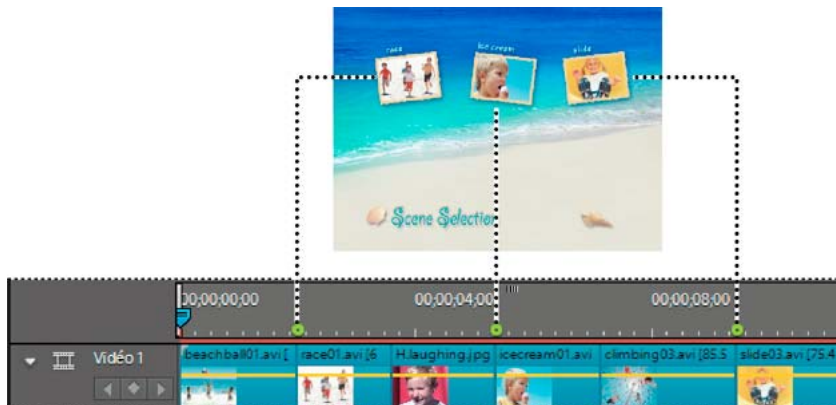 race
ice cream
slide
Scene Selection
00;00;00;00
00;00;04;00
00;00;08;00
Vidéo 1
beachball01.avi [
race01.avi [6
H.laughing.jpg
icecream01.avi
climbing03.avi [85.5
slide03.avi [75.4